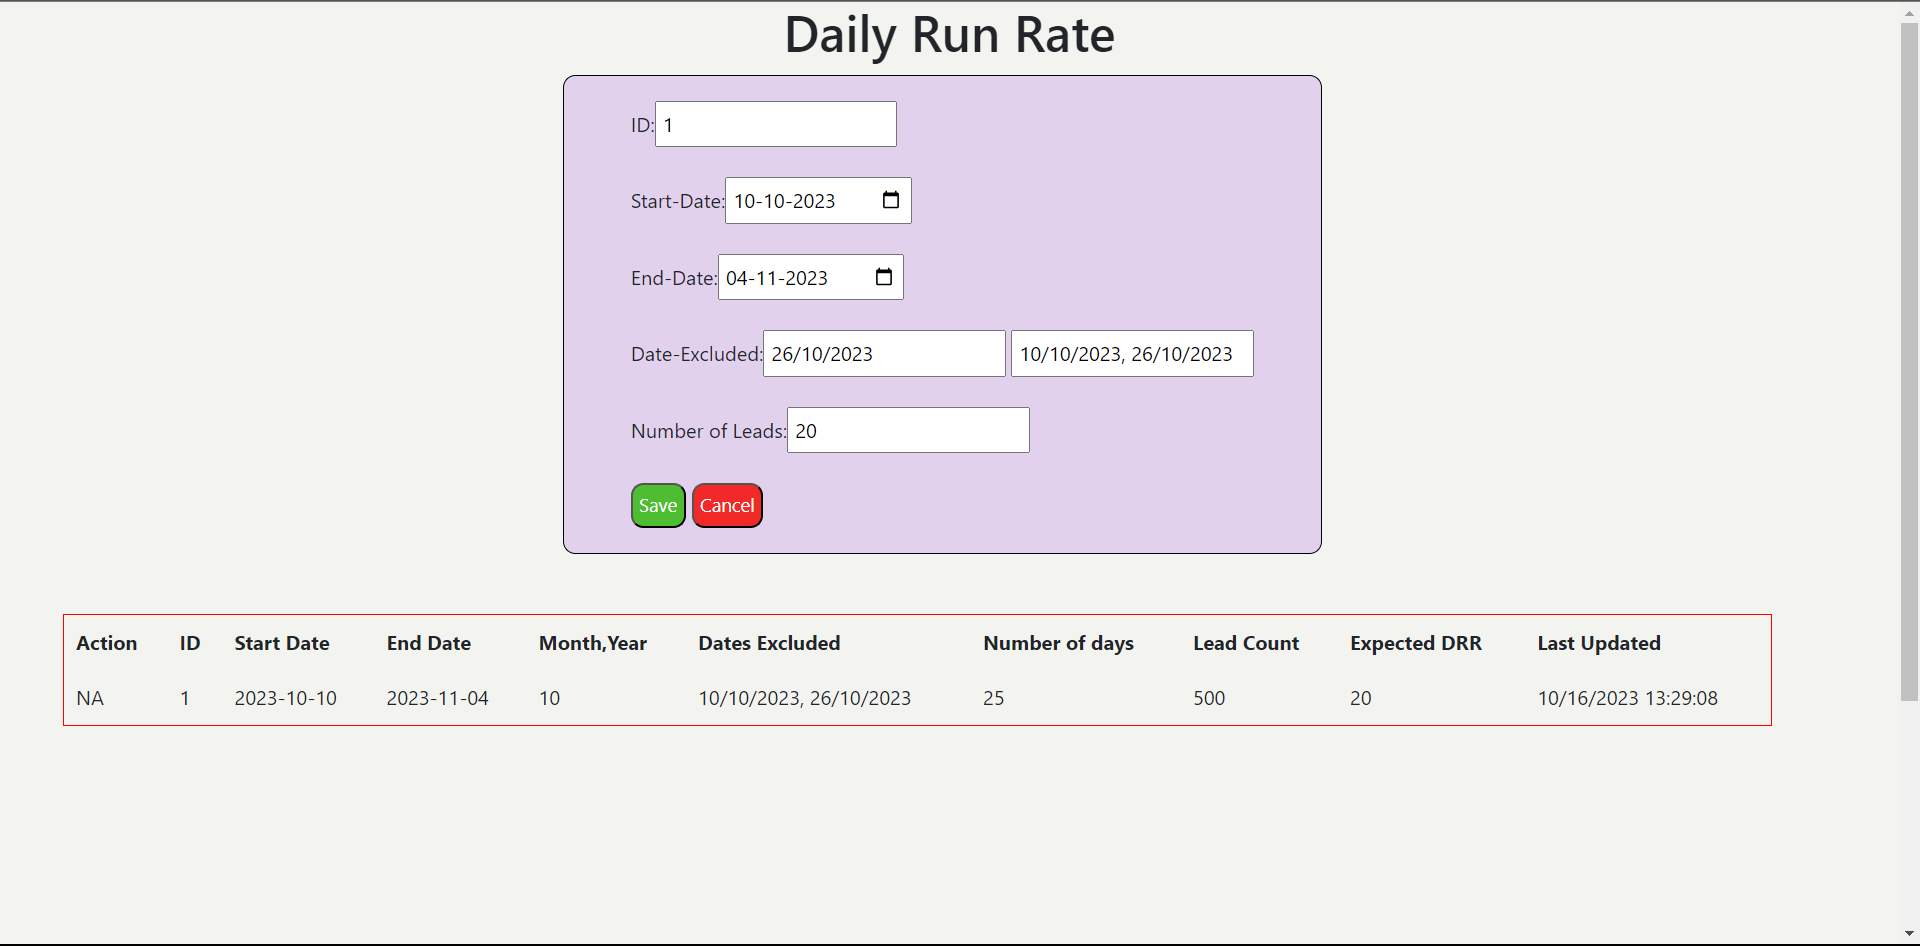 Daily Run Rate
ID: 1
Start-Date: 10-10-2023
End-Date: 04-11-2023
Date-Excluded: 26/10/2023 10/10/2023, 26/10/2023
Number of Leads: 20
Save Cancel
Action ID Start Date End Date Month,Year Dates Excluded Number of days Lead Count Expected DRR Last Updated
NA 1 2023-10-10 2023-11-04 10 10/10/2023, 26/10/2023 25 500 20 10/16/2023 13:29:08